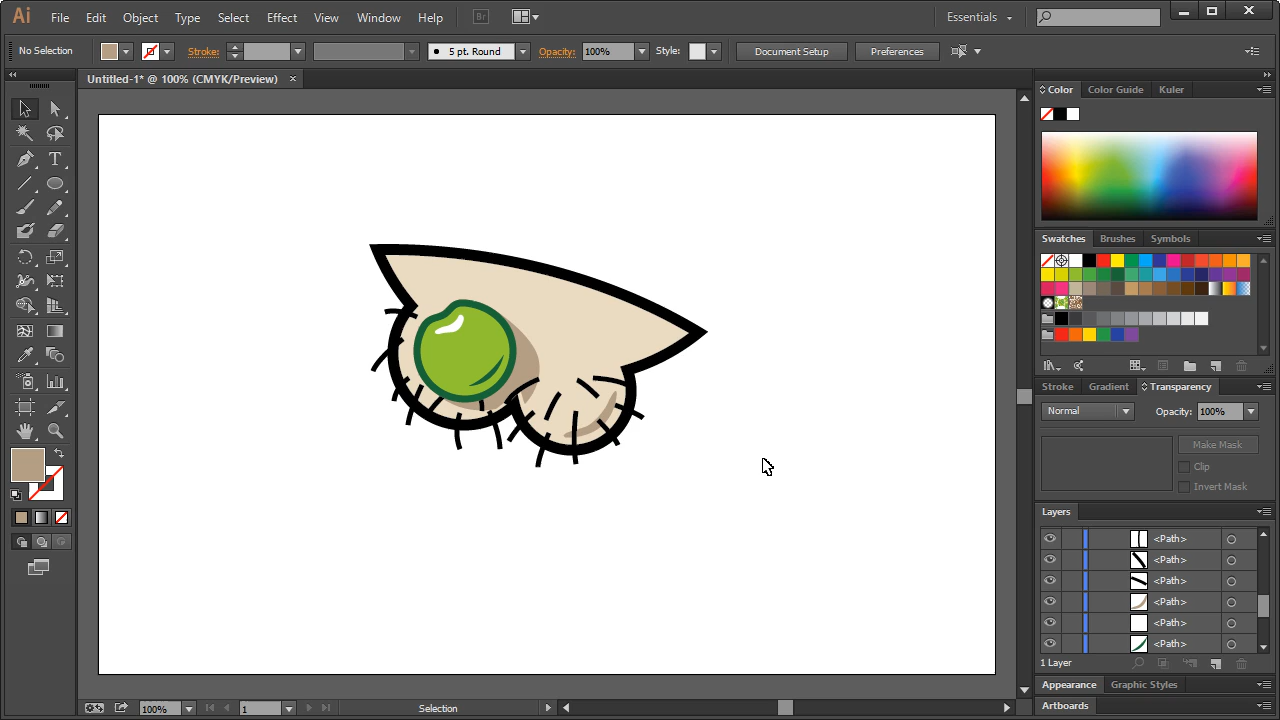 Ai File Edit Object Type Select Effect View Window Help Br Essentials
No Selection Stroke: 5 pt. Round Opacity: 100% Style: Document Setup Preferences
Untitled-1* @ 100% (CMYK/Preview)
Color Color Guide Kuler
Swatches Brushes Symbols
Stroke Gradient Transparency
Normal Opacity: 100%
Make Mask
Clip
Invert Mask
Layers
<Path>
<Path>
<Path>
<Path>
<Path>
<Path>
1 Layer
Appearance Graphic Styles
Artboards
100% 1 Selection